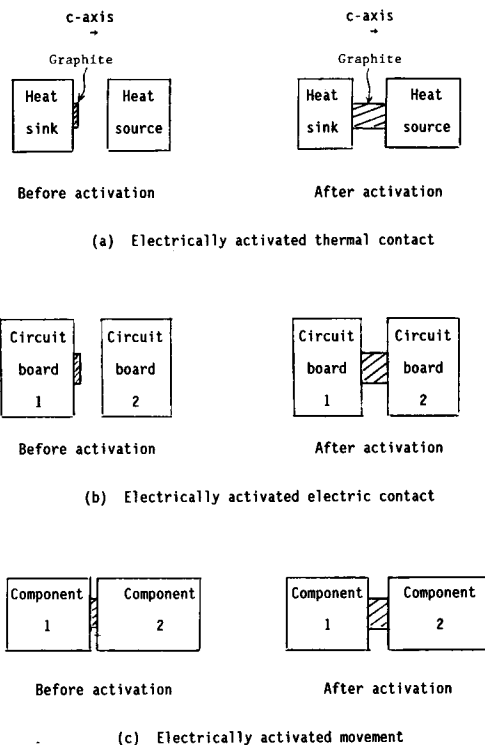 c-axis c-axis
→ →
Graphite Graphite
Heat Heat Heat Heat
sink source sink source
Before activation After activation
(a) Electrically activated thermal contact
Circuit Circuit Circuit Circuit
board board board board
1 2 1 2
Before activation After activation
(b) Electrically activated electric contact
Component Component Component Component
1 2 1 2
Before activation After activation
(c) Electrically activated movement